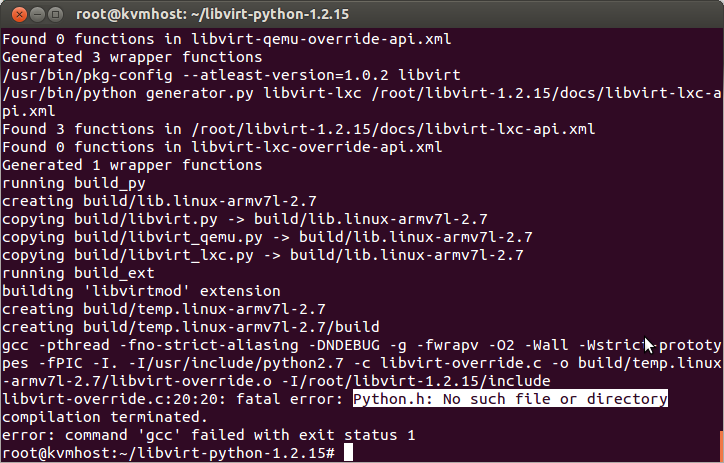 root@kvmhost: ~/libvirt-python-1.2.15
Found 0 functions in libvirt-qemu-override-api.xml
Generated 3 wrapper functions
/usr/bin/pkg-config --atleast-version=1.0.2 libvirt
/usr/bin/python generator.py libvirt-lxc /root/libvirt-1.2.15/docs/libvirt-lxc-a
pi.xml
Found 3 functions in /root/libvirt-1.2.15/docs/libvirt-lxc-api.xml
Found 0 functions in libvirt-lxc-override-api.xml
Generated 1 wrapper functions
running build_py
creating build/lib.linux-armv7l-2.7
copying build/libvirt.py -> build/lib.linux-armv7l-2.7
copying build/libvirt_qemu.py -> build/lib.linux-armv7l-2.7
copying build/libvirt_lxc.py -> build/lib.linux-armv7l-2.7
running build_ext
building 'libvirtmod' extension
creating build/temp.linux-armv7l-2.7
creating build/temp.linux-armv7l-2.7/build
gcc -pthread -fno-strict-aliasing -DNDEBUG -g -fwrapv -O2 -Wall -Wstrict-prototy
pes -fPIC -I. -I/usr/include/python2.7 -c libvirt-override.c -o build/temp.linux
-armv7l-2.7/libvirt-override.o -I/root/libvirt-1.2.15/include
libvirt-override.c:20:20: fatal error: Python.h: No such file or directory
compilation terminated.
error: command 'gcc' failed with exit status 1
root@kvmhost:~/libvirt-python-1.2.15#